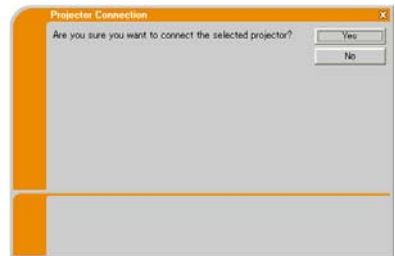 Projector Connection
Are you sure you want to connect the selected projector?
Yes
No